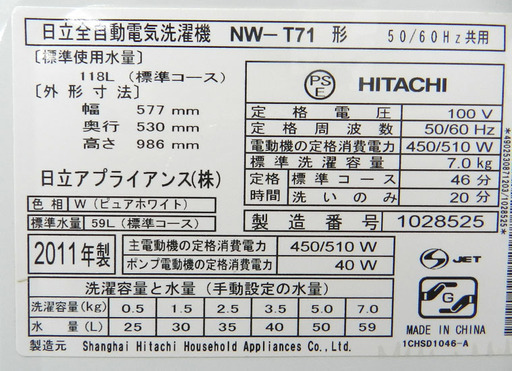 日立全自動電気洗濯機 NW-T71 形 50/60Hz共用
[標準使用水量]
118L (標準コース)
[外形寸法]
幅 577 mm
奥行 530 mm
高さ 986 mm
日立アプライアンス(株)
色相 W(ピュアホワイト)
標準水量 59L(標準コース)
PSE HITACHI
定格電圧 100 V
定格周波数 50/60 Hz
電動機の定格消費電力 450/510 W
標準洗濯容量 7.0 kg
定格時間 標準コース 46分
洗いのみ 20分
製造番号 1028525
2011年製
主電動機の定格消費電力 450/510 W
ポンプ電動機の定格消費電力 40 W
洗濯容量と水量 (手動設定の水量)
洗濯容量(kg) 0.5 1.5 2.5 3.5 5.0 7.0
水量(L) 25 30 35 40 50 59
製造元 Shanghai Hitachi Household Appliances Co., Ltd.
S JET
G
MADE IN CHINA
1CHSD1046-A
*4902530871203/1028525*